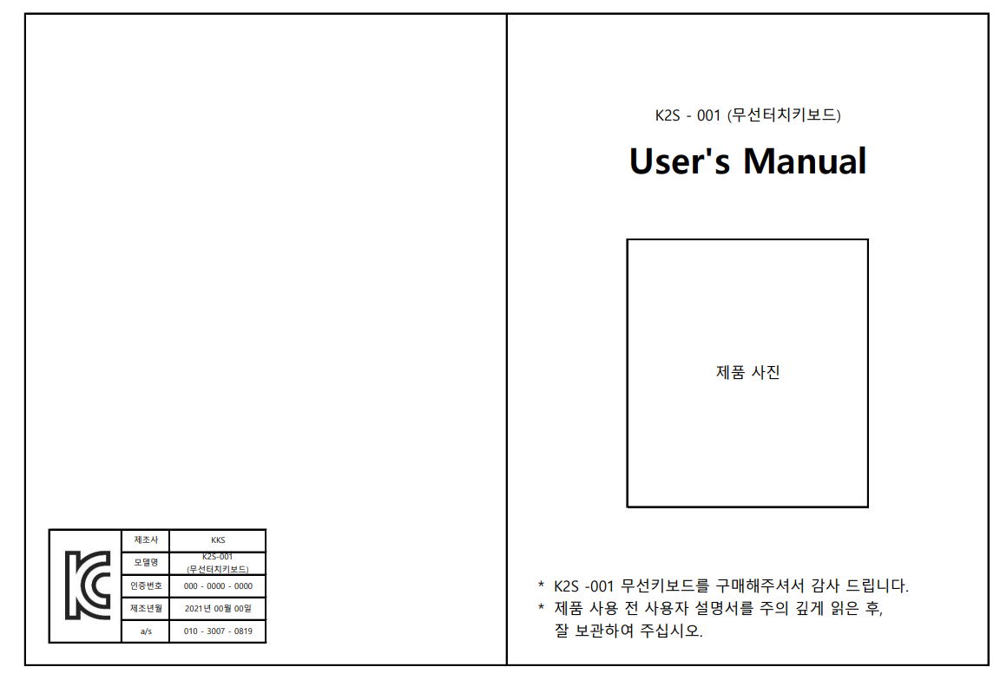 K2S - 001 (무선터치키보드)
User's Manual
제품 사진
* K2S -001 무선키보드를 구매해주셔서 감사 드립니다.
* 제품 사용 전 사용자 설명서를 주의 깊게 읽은 후,
잘 보관하여 주십시오.
KC
제조사 KKS
모델명 K2S-001
(무선터치키보드)
인증번호 000 - 0000 - 0000
제조년월 2021년 00월 00일
a/s 010 - 3007 - 0819